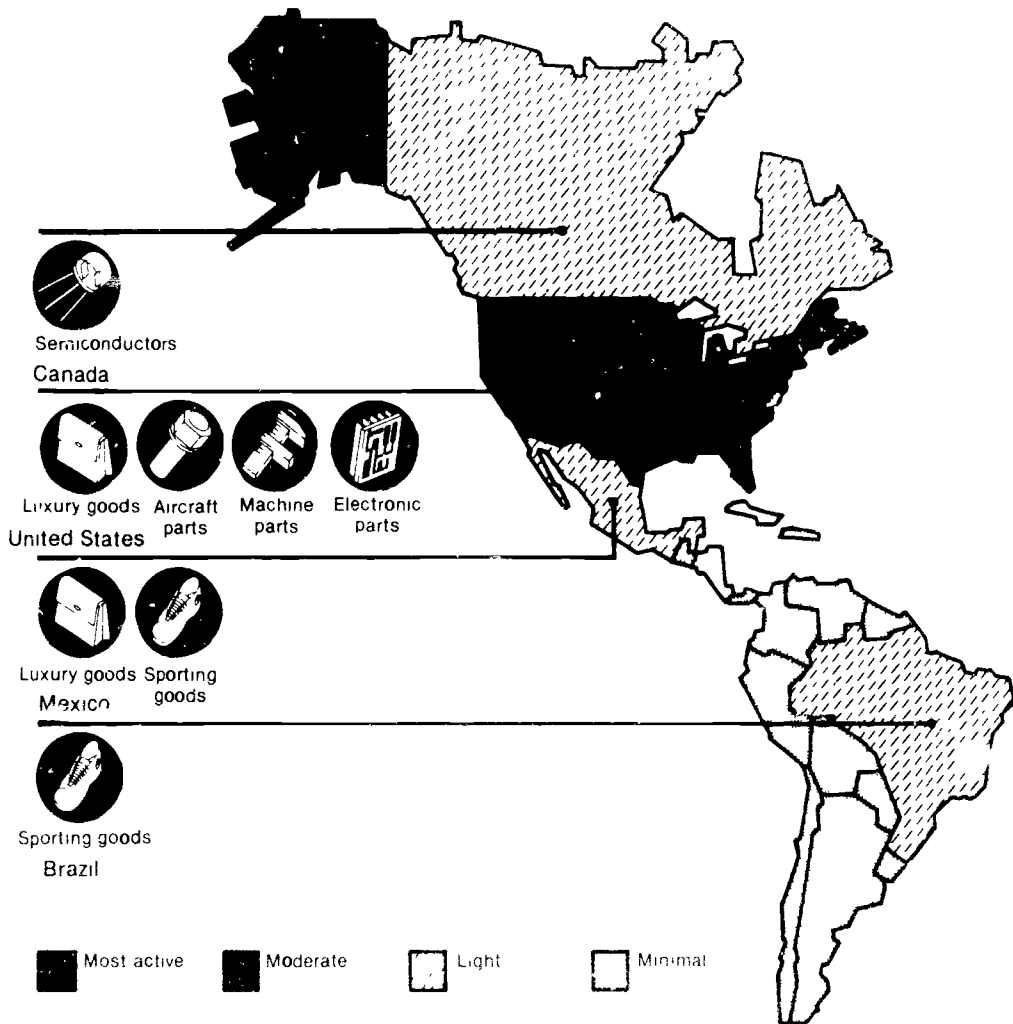 Semiconductors
Canada
Luxury goods
Aircraft
parts
Machine
parts
Electronic
parts
United States
Luxury goods
Sporting
goods
Mexico
Sporting goods
Brazil
Most active
Moderate
Light
Minimal